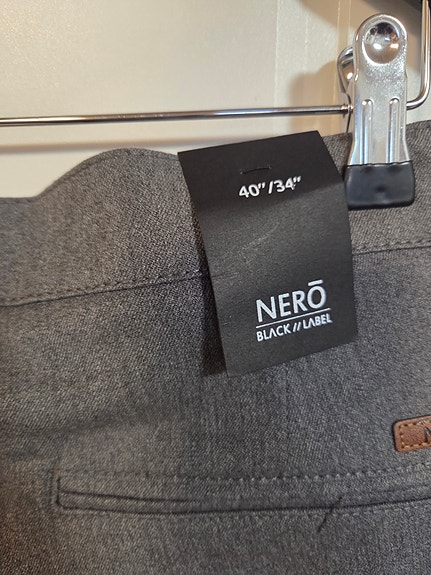 40"/34"
NERŌ
BLACK // LABEL
N